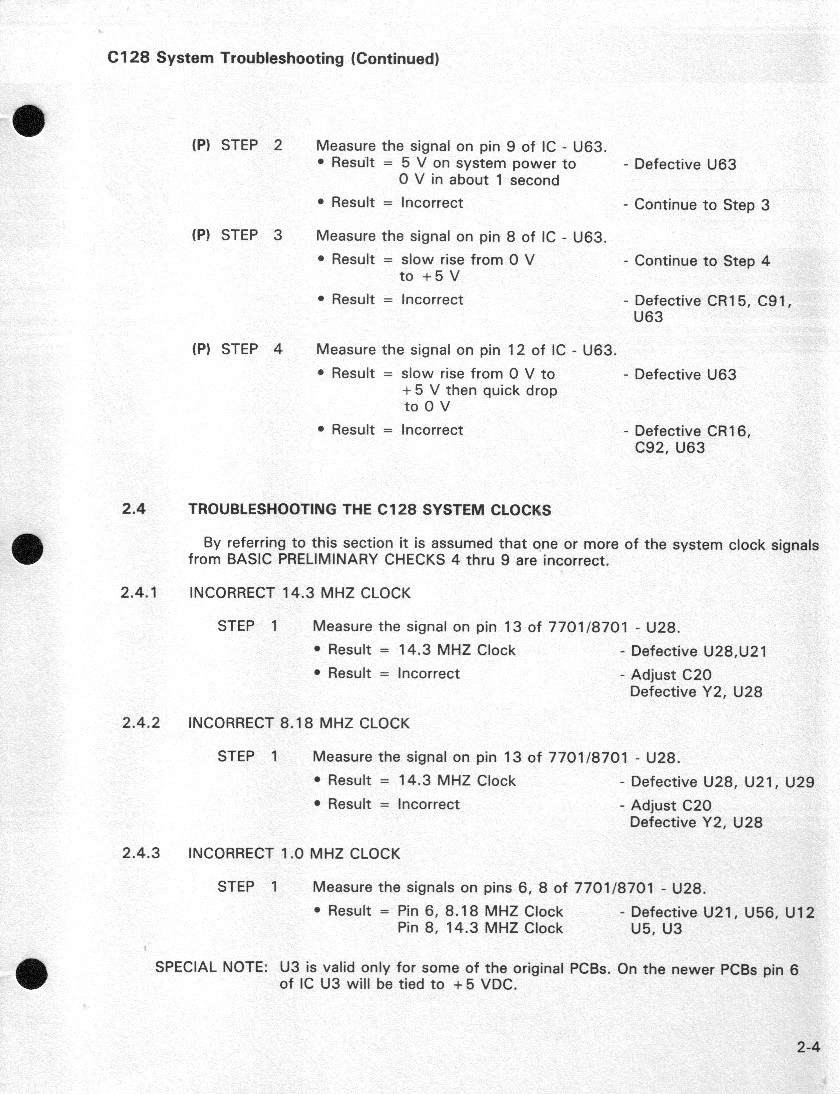 C128 System Troubleshooting (Continued)
(P) STEP 2 Measure the signal on pin 9 of IC - U63.
• Result = 5 V on system power to - Defective U63
0 V in about 1 second
• Result = Incorrect - Continue to Step 3
(P) STEP 3 Measure the signal on pin 8 of IC - U63.
• Result = slow rise from 0 V - Continue to Step 4
to +5 V
• Result = Incorrect - Defective CR15, C91,
U63
(P) STEP 4 Measure the signal on pin 12 of IC - U63.
• Result = slow rise from 0 V to - Defective U63
+5 V then quick drop
to 0 V
• Result = Incorrect - Defective CR16,
C92, U63
2.4 TROUBLESHOOTING THE C128 SYSTEM CLOCKS
By referring to this section it is assumed that one or more of the system clock signals
from BASIC PRELIMINARY CHECKS 4 thru 9 are incorrect.
2.4.1 INCORRECT 14.3 MHZ CLOCK
STEP 1 Measure the signal on pin 13 of 7701/8701 - U28.
• Result = 14.3 MHZ Clock - Defective U28,U21
• Result = Incorrect - Adjust C20
Defective Y2, U28
2.4.2 INCORRECT 8.18 MHZ CLOCK
STEP 1 Measure the signal on pin 13 of 7701/8701 - U28.
• Result = 14.3 MHZ Clock - Defective U28, U21, U29
• Result = Incorrect - Adjust C20
Defective Y2, U28
2.4.3 INCORRECT 1.0 MHZ CLOCK
STEP 1 Measure the signals on pins 6, 8 of 7701/8701 - U28.
• Result = Pin 6, 8.18 MHZ Clock - Defective U21, U56, U12
Pin 8, 14.3 MHZ Clock U5, U3
SPECIAL NOTE: U3 is valid only for some of the original PCBs. On the newer PCBs pin 6
of IC U3 will be tied to +5 VDC.
2-4